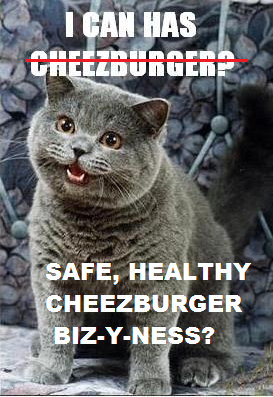 I CAN HAS
CHEEZBURGER?
SAFE, HEALTHY
CHEEZBURGER
BIZ-Y-NESS?